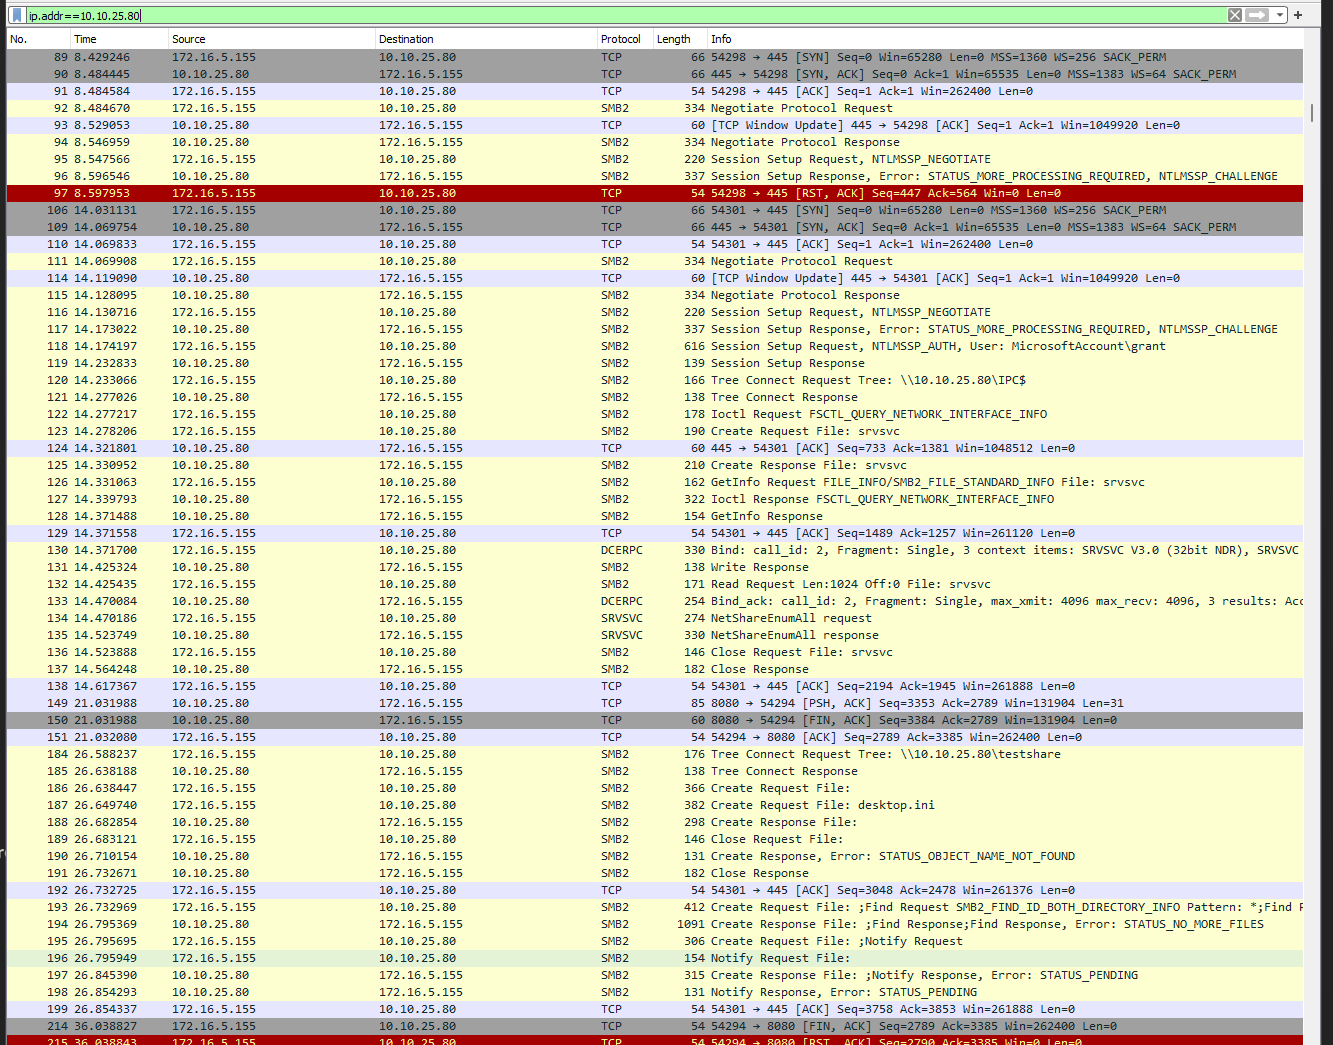 ip.addr==10.10.25.80
No. Time Source Destination Protocol Length Info
89 8.429246 172.16.5.155 10.10.25.80 TCP 66 54298 → 445 [SYN] Seq=0 Win=65280 Len=0 MSS=1360 WS=256 SACK_PERM
90 8.484445 172.16.5.155 10.10.25.80 TCP 66 445 → 54298 [SYN, ACK] Seq=0 Ack=1 Win=65535 Len=0 MSS=1383 WS=64 SACK_PERM
91 8.484584 172.16.5.155 10.10.25.80 TCP 54 54298 → 445 [ACK] Seq=1 Ack=1 Win=262400 Len=0
92 8.484670 172.16.5.155 10.10.25.80 SMB2 334 Negotiate Protocol Request
93 8.529053 10.10.25.80 172.16.5.155 TCP 60 [TCP Window Update] 445 → 54298 [ACK] Seq=1 Ack=1 Win=1049920 Len=0
94 8.546959 10.10.25.80 172.16.5.155 SMB2 334 Negotiate Protocol Response
95 8.547566 172.16.5.155 10.10.25.80 SMB2 220 Session Setup Request, NTLMSSP_NEGOTIATE
96 8.596546 10.10.25.80 172.16.5.155 SMB2 337 Session Setup Response, Error: STATUS_MORE_PROCESSING_REQUIRED, NTLMSSP_CHALLENGE
97 8.597953 172.16.5.155 10.10.25.80 TCP 54 54298 → 445 [RST, ACK] Seq=447 Ack=564 Win=0 Len=0
106 14.031131 172.16.5.155 10.10.25.80 TCP 66 54301 → 445 [SYN] Seq=0 Win=65280 Len=0 MSS=1360 WS=256 SACK_PERM
109 14.069754 10.10.25.80 172.16.5.155 TCP 66 445 → 54301 [SYN, ACK] Seq=0 Ack=1 Win=65535 Len=0 MSS=1383 WS=64 SACK_PERM
110 14.069833 172.16.5.155 10.10.25.80 TCP 54 54301 → 445 [ACK] Seq=1 Ack=1 Win=262400 Len=0
111 14.069908 172.16.5.155 10.10.25.80 SMB2 334 Negotiate Protocol Request
114 14.119090 10.10.25.80 172.16.5.155 TCP 60 [TCP Window Update] 445 → 54301 [ACK] Seq=1 Ack=1 Win=1049920 Len=0
115 14.128095 10.10.25.80 172.16.5.155 SMB2 334 Negotiate Protocol Response
116 14.130716 172.16.5.155 10.10.25.80 SMB2 220 Session Setup Request, NTLMSSP_NEGOTIATE
117 14.173022 10.10.25.80 172.16.5.155 SMB2 337 Session Setup Response, Error: STATUS_MORE_PROCESSING_REQUIRED, NTLMSSP_CHALLENGE
118 14.174197 172.16.5.155 10.10.25.80 SMB2 616 Session Setup Request, NTLMSSP_AUTH, User: MicrosoftAccount\grant
119 14.232833 10.10.25.80 172.16.5.155 SMB2 139 Session Setup Response
120 14.233066 172.16.5.155 10.10.25.80 SMB2 166 Tree Connect Request Tree: \\10.10.25.80\IPC$
121 14.277026 10.10.25.80 172.16.5.155 SMB2 138 Tree Connect Response
122 14.277217 172.16.5.155 10.10.25.80 SMB2 178 Ioctl Request FSCTL_QUERY_NETWORK_INTERFACE_INFO
123 14.278206 172.16.5.155 10.10.25.80 SMB2 190 Create Request File: srvsvc
124 14.321801 10.10.25.80 172.16.5.155 TCP 60 445 → 54301 [ACK] Seq=733 Ack=1381 Win=1048512 Len=0
125 14.330952 10.10.25.80 172.16.5.155 SMB2 210 Create Response File: srvsvc
126 14.331063 172.16.5.155 10.10.25.80 SMB2 162 GetInfo Request FILE_INFO/SMB2_FILE_STANDARD_INFO File: srvsvc
127 14.339793 10.10.25.80 172.16.5.155 SMB2 322 Ioctl Response FSCTL_QUERY_NETWORK_INTERFACE_INFO
128 14.371488 10.10.25.80 172.16.5.155 SMB2 154 GetInfo Response
129 14.371558 172.16.5.155 10.10.25.80 TCP 54 54301 → 445 [ACK] Seq=1489 Ack=1257 Win=261120 Len=0
130 14.371700 172.16.5.155 10.10.25.80 DCERPC 330 Bind: call_id: 2, Fragment: Single, 3 context items: SRVSVC V3.0 (32bit NDR), SRVSVC
131 14.425324 10.10.25.80 172.16.5.155 SMB2 138 Write Response
132 14.425435 172.16.5.155 10.10.25.80 SMB2 171 Read Request Len:1024 Off:0 File: srvsvc
133 14.470084 10.10.25.80 172.16.5.155 DCERPC 254 Bind_ack: call_id: 2, Fragment: Single, max_xmit: 4096 max_recv: 4096, 3 results: Acc
134 14.470186 172.16.5.155 10.10.25.80 SRVSVC 274 NetShareEnumAll request
135 14.523749 10.10.25.80 172.16.5.155 SRVSVC 330 NetShareEnumAll response
136 14.523888 172.16.5.155 10.10.25.80 SMB2 146 Close Request File: srvsvc
137 14.564248 10.10.25.80 172.16.5.155 SMB2 182 Close Response
138 14.617367 172.16.5.155 10.10.25.80 TCP 54 54301 → 445 [ACK] Seq=2194 Ack=1945 Win=261888 Len=0
149 21.031988 10.10.25.80 172.16.5.155 TCP 85 8080 → 54294 [PSH, ACK] Seq=3353 Ack=2789 Win=131904 Len=31
150 21.031988 10.10.25.80 172.16.5.155 TCP 60 8080 → 54294 [FIN, ACK] Seq=3384 Ack=2789 Win=131904 Len=0
151 21.032080 172.16.5.155 10.10.25.80 TCP 54 54294 → 8080 [ACK] Seq=2789 Ack=3385 Win=262400 Len=0
184 26.588237 172.16.5.155 10.10.25.80 SMB2 176 Tree Connect Request Tree: \\10.10.25.80\testshare
185 26.638188 10.10.25.80 172.16.5.155 SMB2 138 Tree Connect Response
186 26.638447 172.16.5.155 10.10.25.80 SMB2 366 Create Request File:
187 26.649740 172.16.5.155 10.10.25.80 SMB2 382 Create Request File: desktop.ini
188 26.682854 10.10.25.80 172.16.5.155 SMB2 298 Create Response File:
189 26.683121 172.16.5.155 10.10.25.80 SMB2 146 Close Request File:
190 26.710154 10.10.25.80 172.16.5.155 SMB2 131 Create Response, Error: STATUS_OBJECT_NAME_NOT_FOUND
191 26.732671 10.10.25.80 172.16.5.155 SMB2 182 Close Response
192 26.732725 172.16.5.155 10.10.25.80 TCP 54 54301 → 445 [ACK] Seq=3048 Ack=2478 Win=261376 Len=0
193 26.732969 172.16.5.155 10.10.25.80 SMB2 412 Create Request File: ;Find Request SMB2_FIND_ID_BOTH_DIRECTORY_INFO Pattern: *;Find R
194 26.795369 10.10.25.80 172.16.5.155 SMB2 1091 Create Response File: ;Find Response;Find Response, Error: STATUS_NO_MORE_FILES
195 26.795695 172.16.5.155 10.10.25.80 SMB2 306 Create Request File: ;Notify Request
196 26.795949 172.16.5.155 10.10.25.80 SMB2 154 Notify Request File:
197 26.845390 10.10.25.80 172.16.5.155 SMB2 315 Create Response File: ;Notify Response, Error: STATUS_PENDING
198 26.854293 10.10.25.80 172.16.5.155 SMB2 131 Notify Response, Error: STATUS_PENDING
199 26.854337 172.16.5.155 10.10.25.80 TCP 54 54301 → 445 [ACK] Seq=3758 Ack=3853 Win=261888 Len=0
214 36.038827 172.16.5.155 10.10.25.80 TCP 54 54294 → 8080 [FIN, ACK] Seq=2789 Ack=3385 Win=262400 Len=0
215 36.038843 172.16.5.155 10.10.25.80 TCP 54 54294 → 8080 [RST, ACK] Seq=2790 Ack=3385 Win=0 Len=0